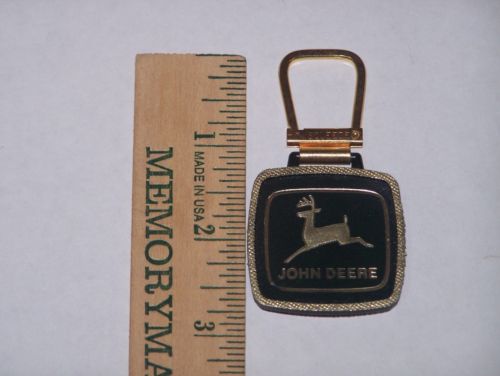 MEMORYMA
MADE IN USA
1
2
3
JOHN DEERE